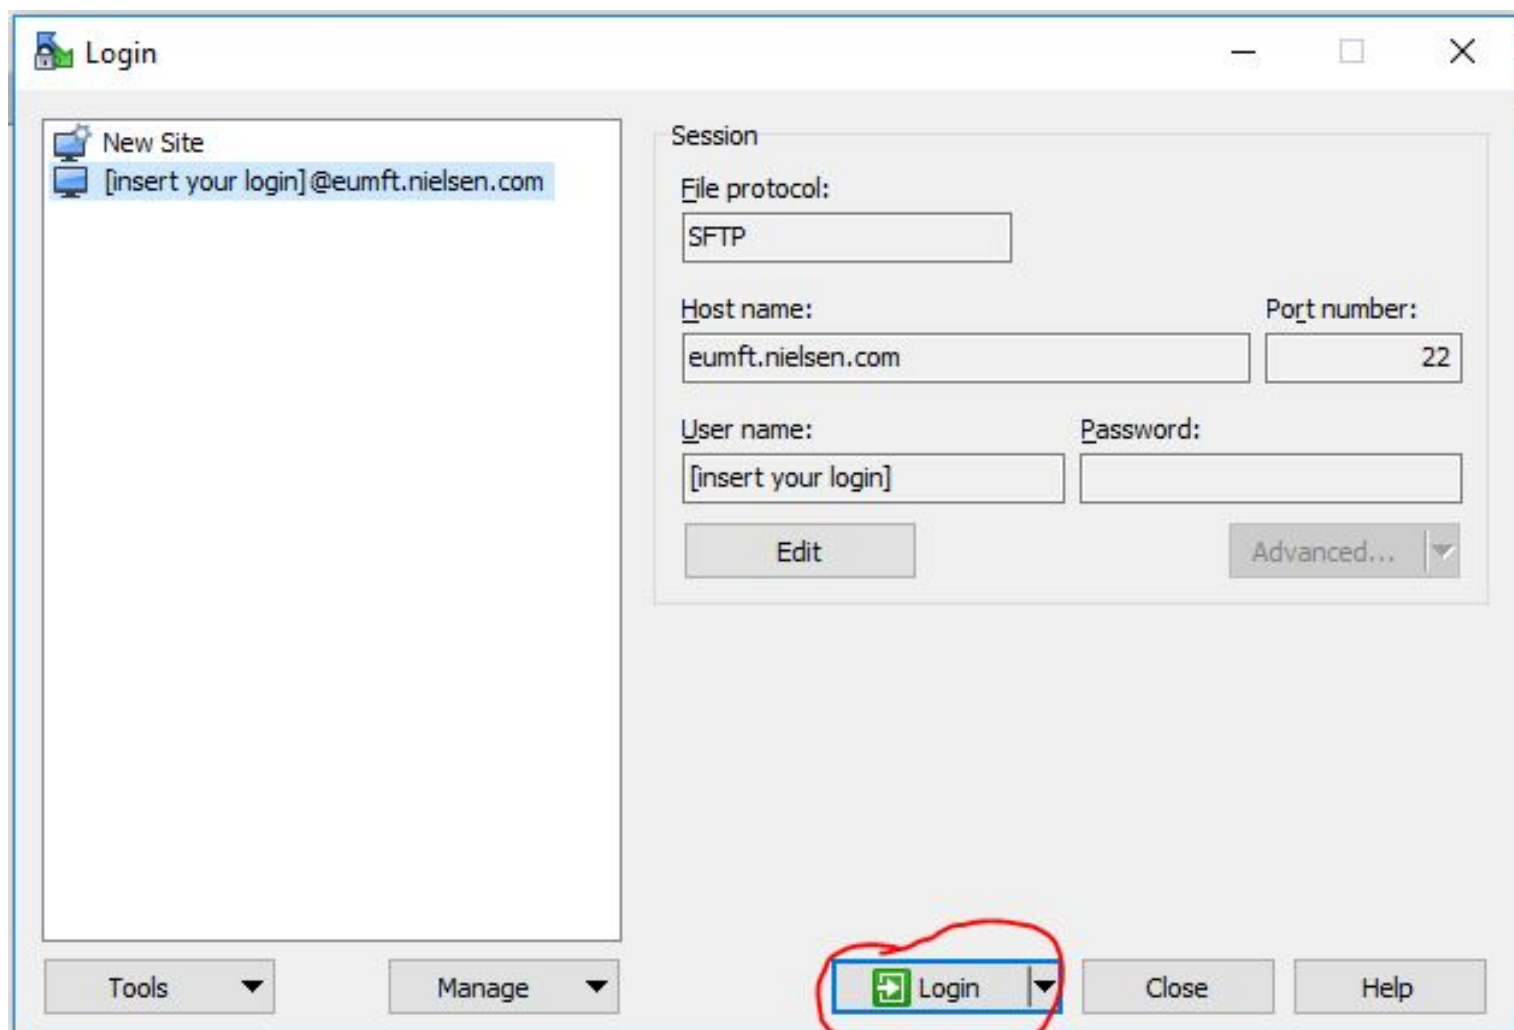 Login
New Site
[insert your login]@eumft.nielsen.com
Session
File protocol:
SFTP
Host name:
Port number:
eumft.nielsen.com
22
User name:
Password:
[insert your login]
Edit
Advanced...
Tools
Manage
Login
Close
Help